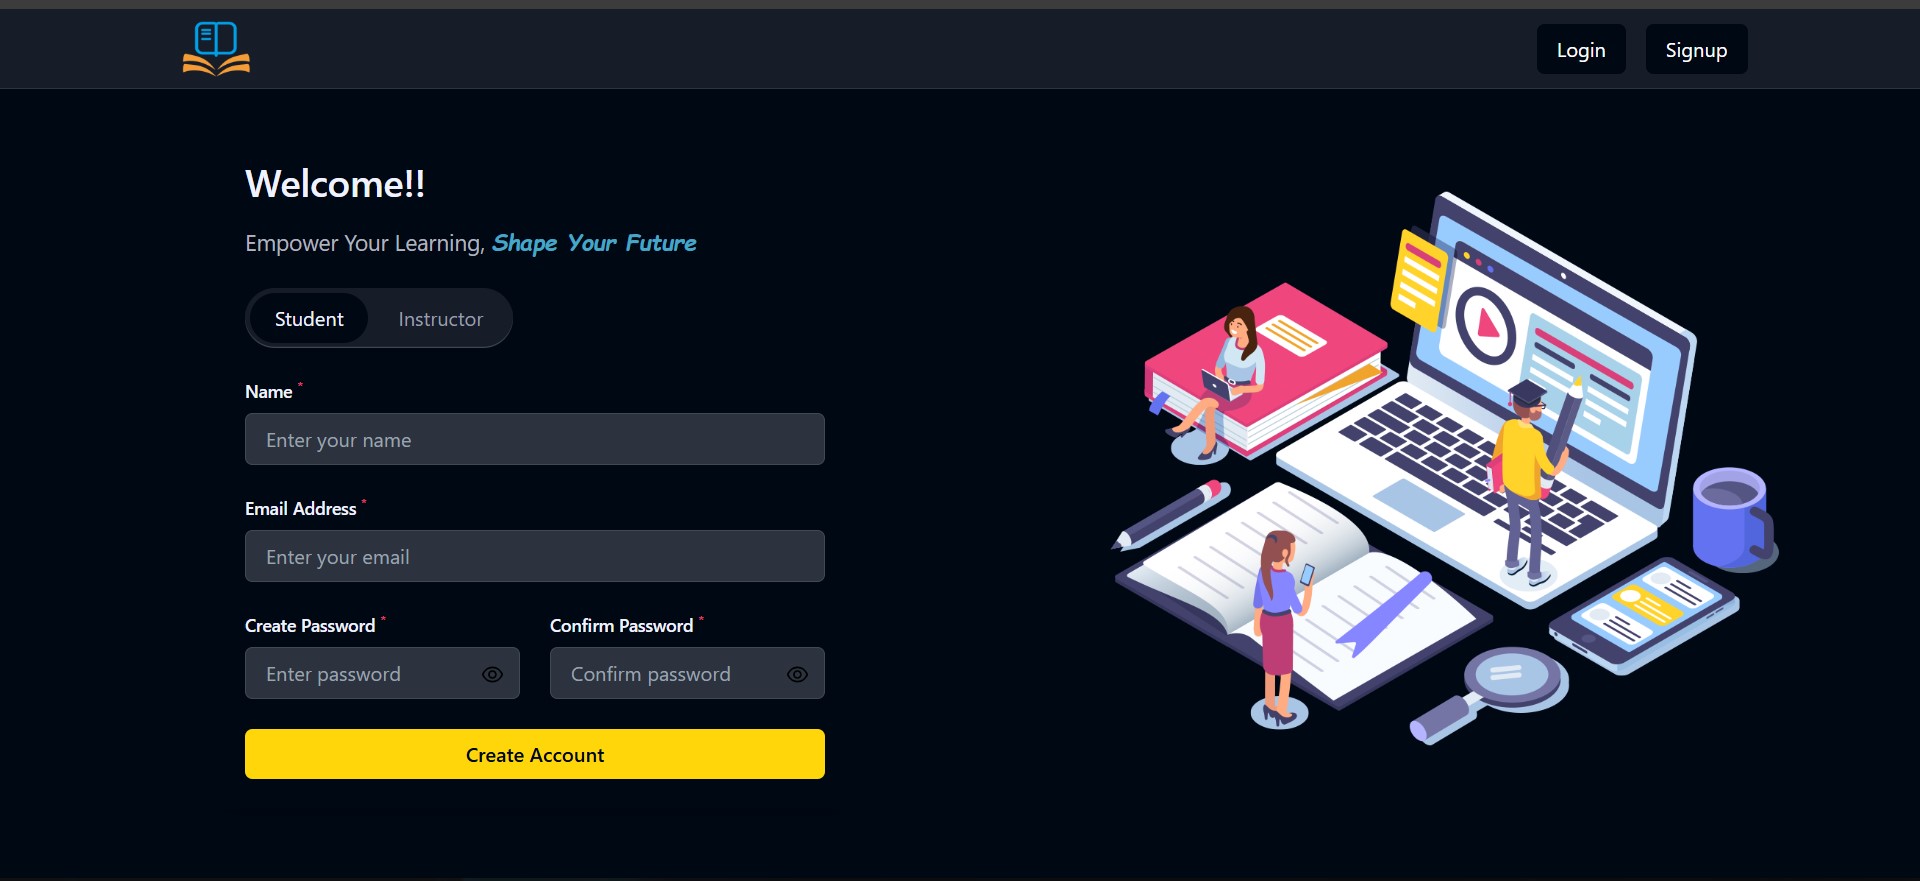 Login
Signup
Welcome!!
Empower Your Learning, Shape Your Future
Student
Instructor
Name *
Enter your name
Email Address *
Enter your email
Create Password *
Confirm Password *
Enter password
Confirm password
Create Account